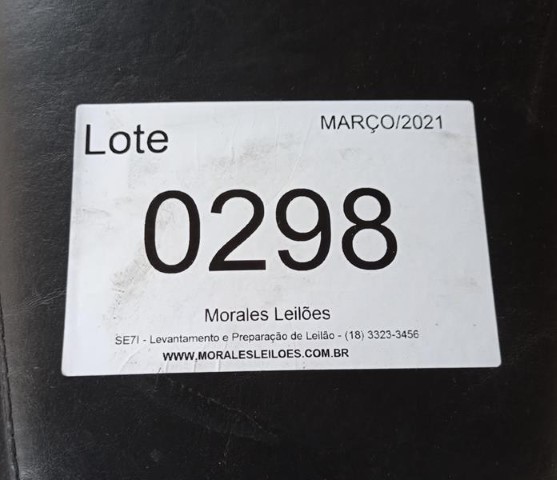 MARÇO/2021
Lote
0298
Morales Leilões
SE7I - Levantamento e Preparação de Leilão - (18) 3323-3456
WWW.MORALESLEILOES.COM.BR